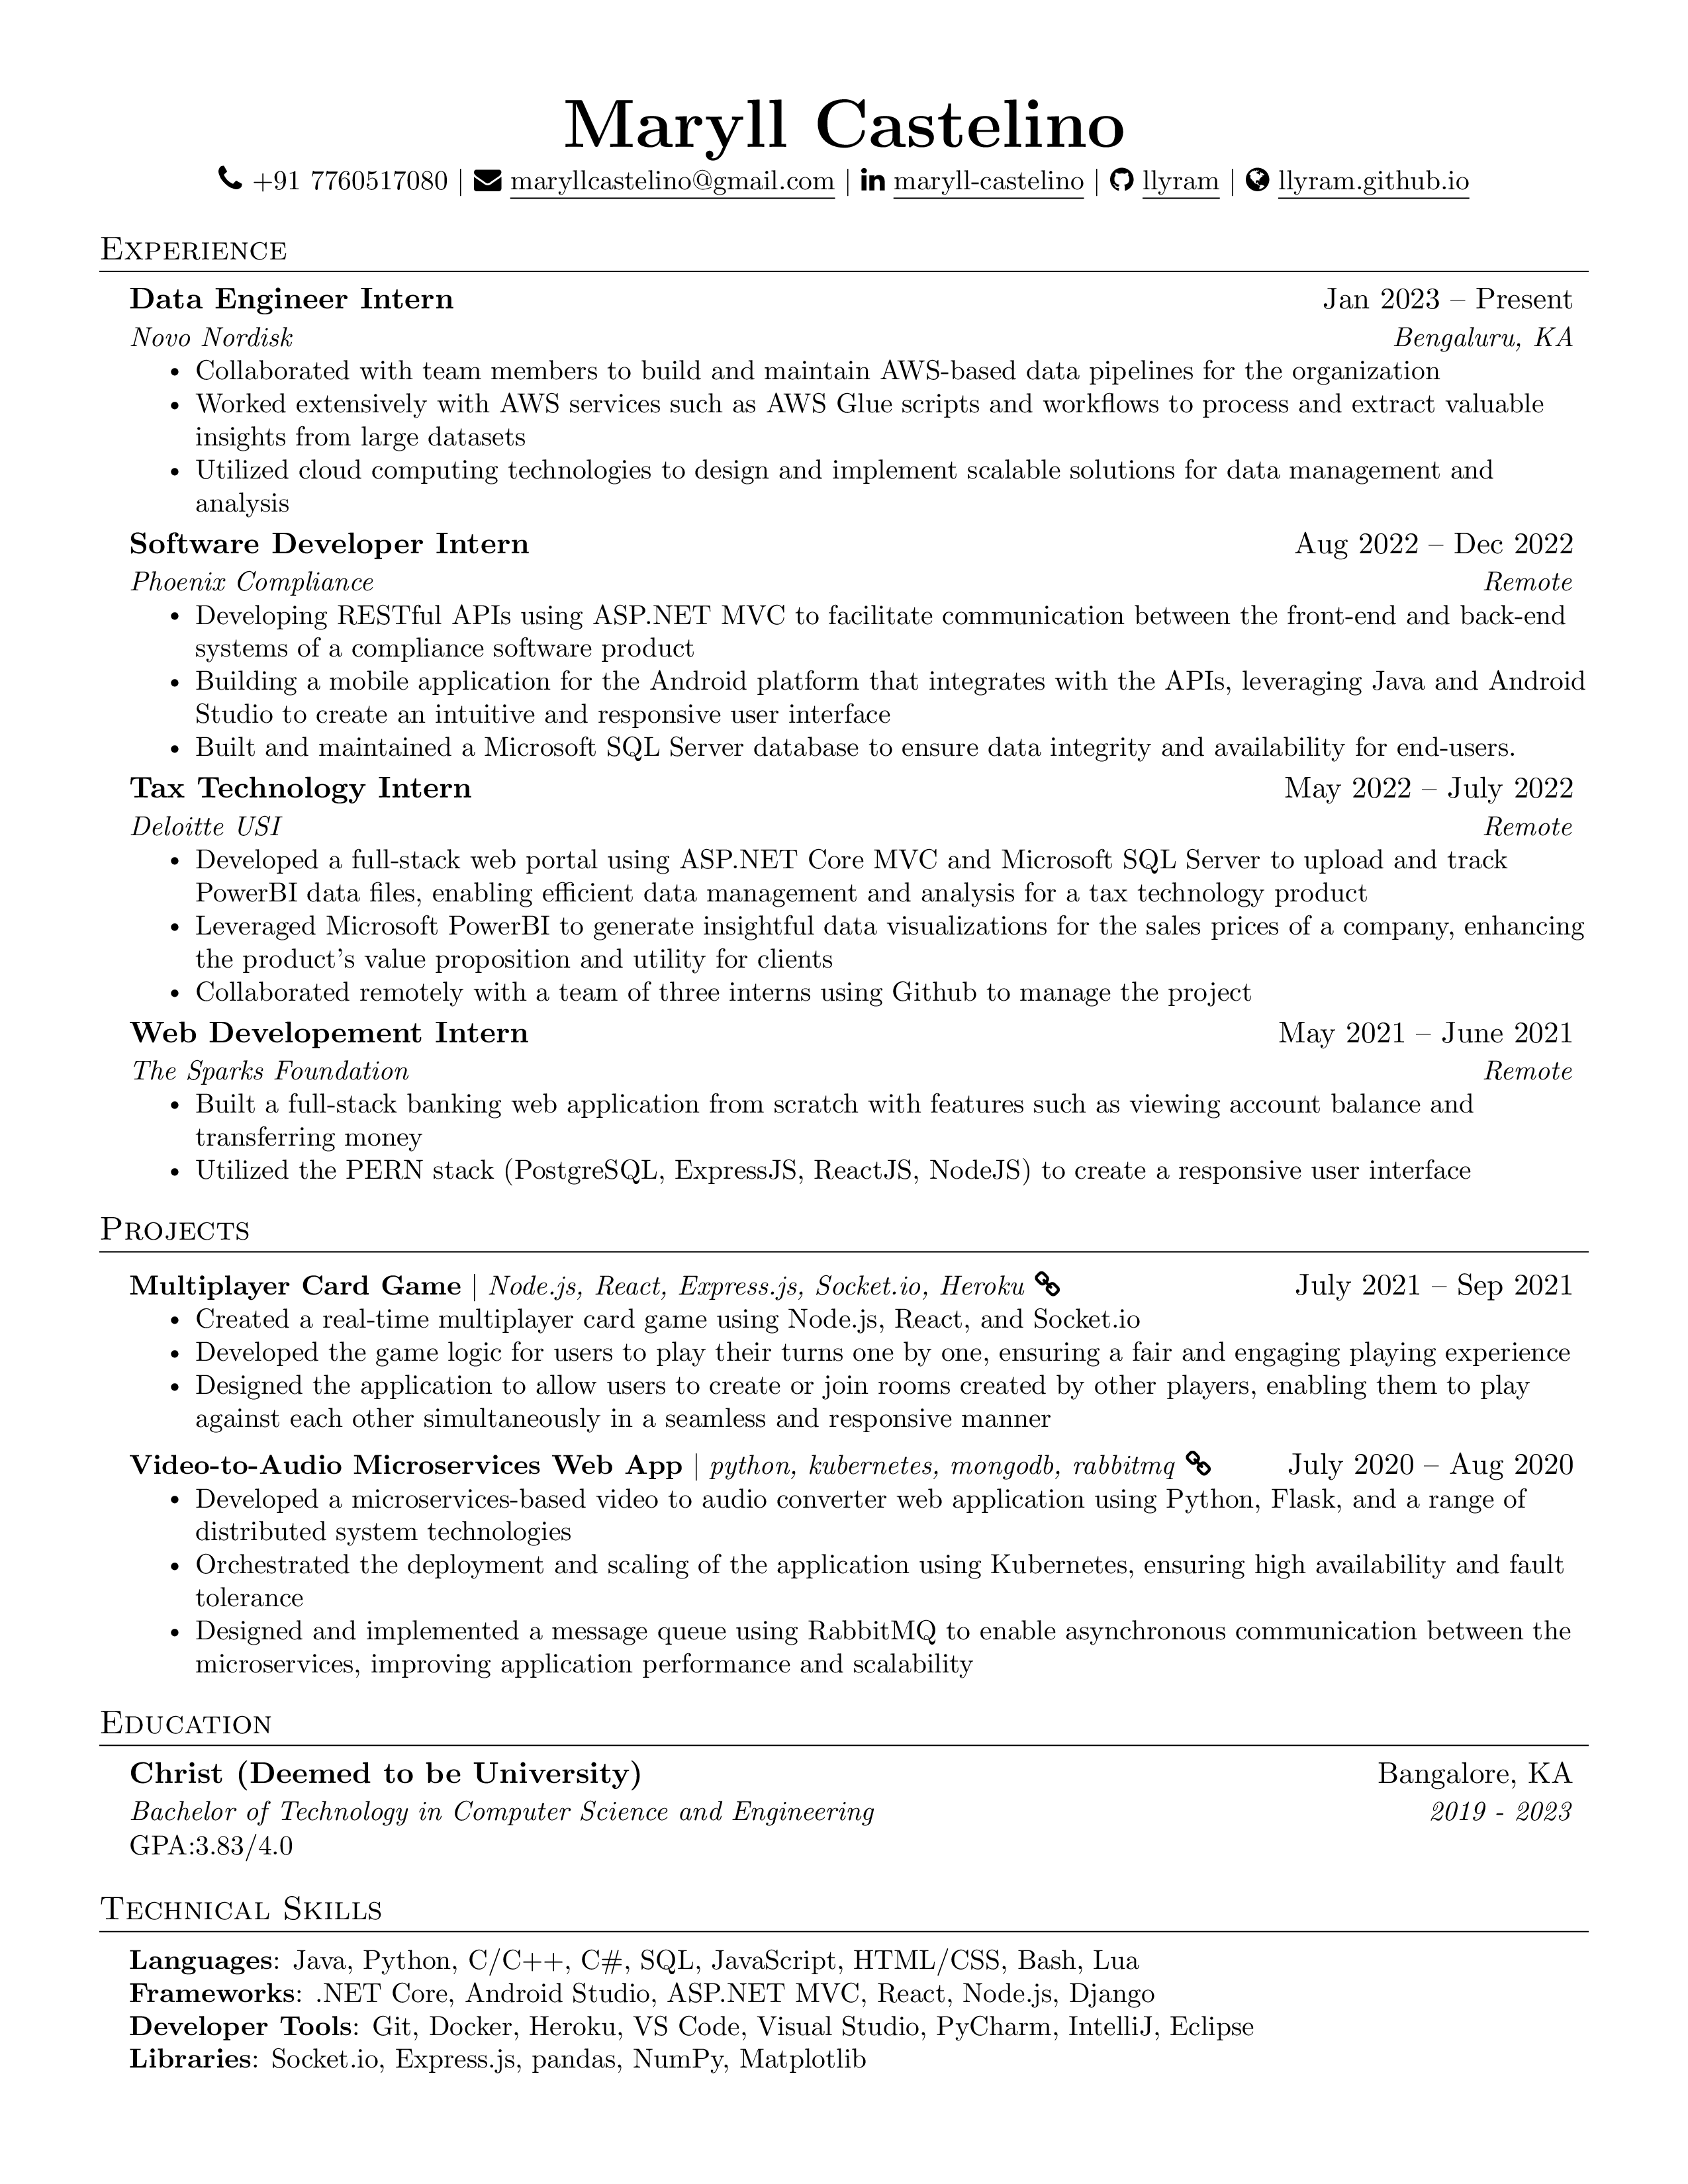 Maryll Castelino
+91 7760517080 | maryllcastelino@gmail.com | maryll-castelino | llyram | llyram.github.io
Experience
Data Engineer Intern Jan 2023 – Present
Novo Nordisk Bengaluru, KA
• Collaborated with team members to build and maintain AWS-based data pipelines for the organization
• Worked extensively with AWS services such as AWS Glue scripts and workflows to process and extract valuable
insights from large datasets
• Utilized cloud computing technologies to design and implement scalable solutions for data management and
analysis
Software Developer Intern Aug 2022 – Dec 2022
Phoenix Compliance Remote
• Developing RESTful APIs using ASP.NET MVC to facilitate communication between the front-end and back-end
systems of a compliance software product
• Building a mobile application for the Android platform that integrates with the APIs, leveraging Java and Android
Studio to create an intuitive and responsive user interface
• Built and maintained a Microsoft SQL Server database to ensure data integrity and availability for end-users.
Tax Technology Intern May 2022 – July 2022
Deloitte USI Remote
• Developed a full-stack web portal using ASP.NET Core MVC and Microsoft SQL Server to upload and track
PowerBI data files, enabling efficient data management and analysis for a tax technology product
• Leveraged Microsoft PowerBI to generate insightful data visualizations for the sales prices of a company, enhancing
the product's value proposition and utility for clients
• Collaborated remotely with a team of three interns using Github to manage the project
Web Developement Intern May 2021 – June 2021
The Sparks Foundation Remote
• Built a full-stack banking web application from scratch with features such as viewing account balance and
transferring money
• Utilized the PERN stack (PostgreSQL, ExpressJS, ReactJS, NodeJS) to create a responsive user interface
Projects
Multiplayer Card Game | Node.js, React, Express.js, Socket.io, Heroku July 2021 – Sep 2021
• Created a real-time multiplayer card game using Node.js, React, and Socket.io
• Developed the game logic for users to play their turns one by one, ensuring a fair and engaging playing experience
• Designed the application to allow users to create or join rooms created by other players, enabling them to play
against each other simultaneously in a seamless and responsive manner
Video-to-Audio Microservices Web App | python, kubernetes, mongodb, rabbitmq July 2020 – Aug 2020
• Developed a microservices-based video to audio converter web application using Python, Flask, and a range of
distributed system technologies
• Orchestrated the deployment and scaling of the application using Kubernetes, ensuring high availability and fault
tolerance
• Designed and implemented a message queue using RabbitMQ to enable asynchronous communication between the
microservices, improving application performance and scalability
Education
Christ (Deemed to be University) Bangalore, KA
Bachelor of Technology in Computer Science and Engineering 2019 - 2023
GPA:3.83/4.0
Technical Skills
Languages: Java, Python, C/C++, C#, SQL, JavaScript, HTML/CSS, Bash, Lua
Frameworks: .NET Core, Android Studio, ASP.NET MVC, React, Node.js, Django
Developer Tools: Git, Docker, Heroku, VS Code, Visual Studio, PyCharm, IntelliJ, Eclipse
Libraries: Socket.io, Express.js, pandas, NumPy, Matplotlib